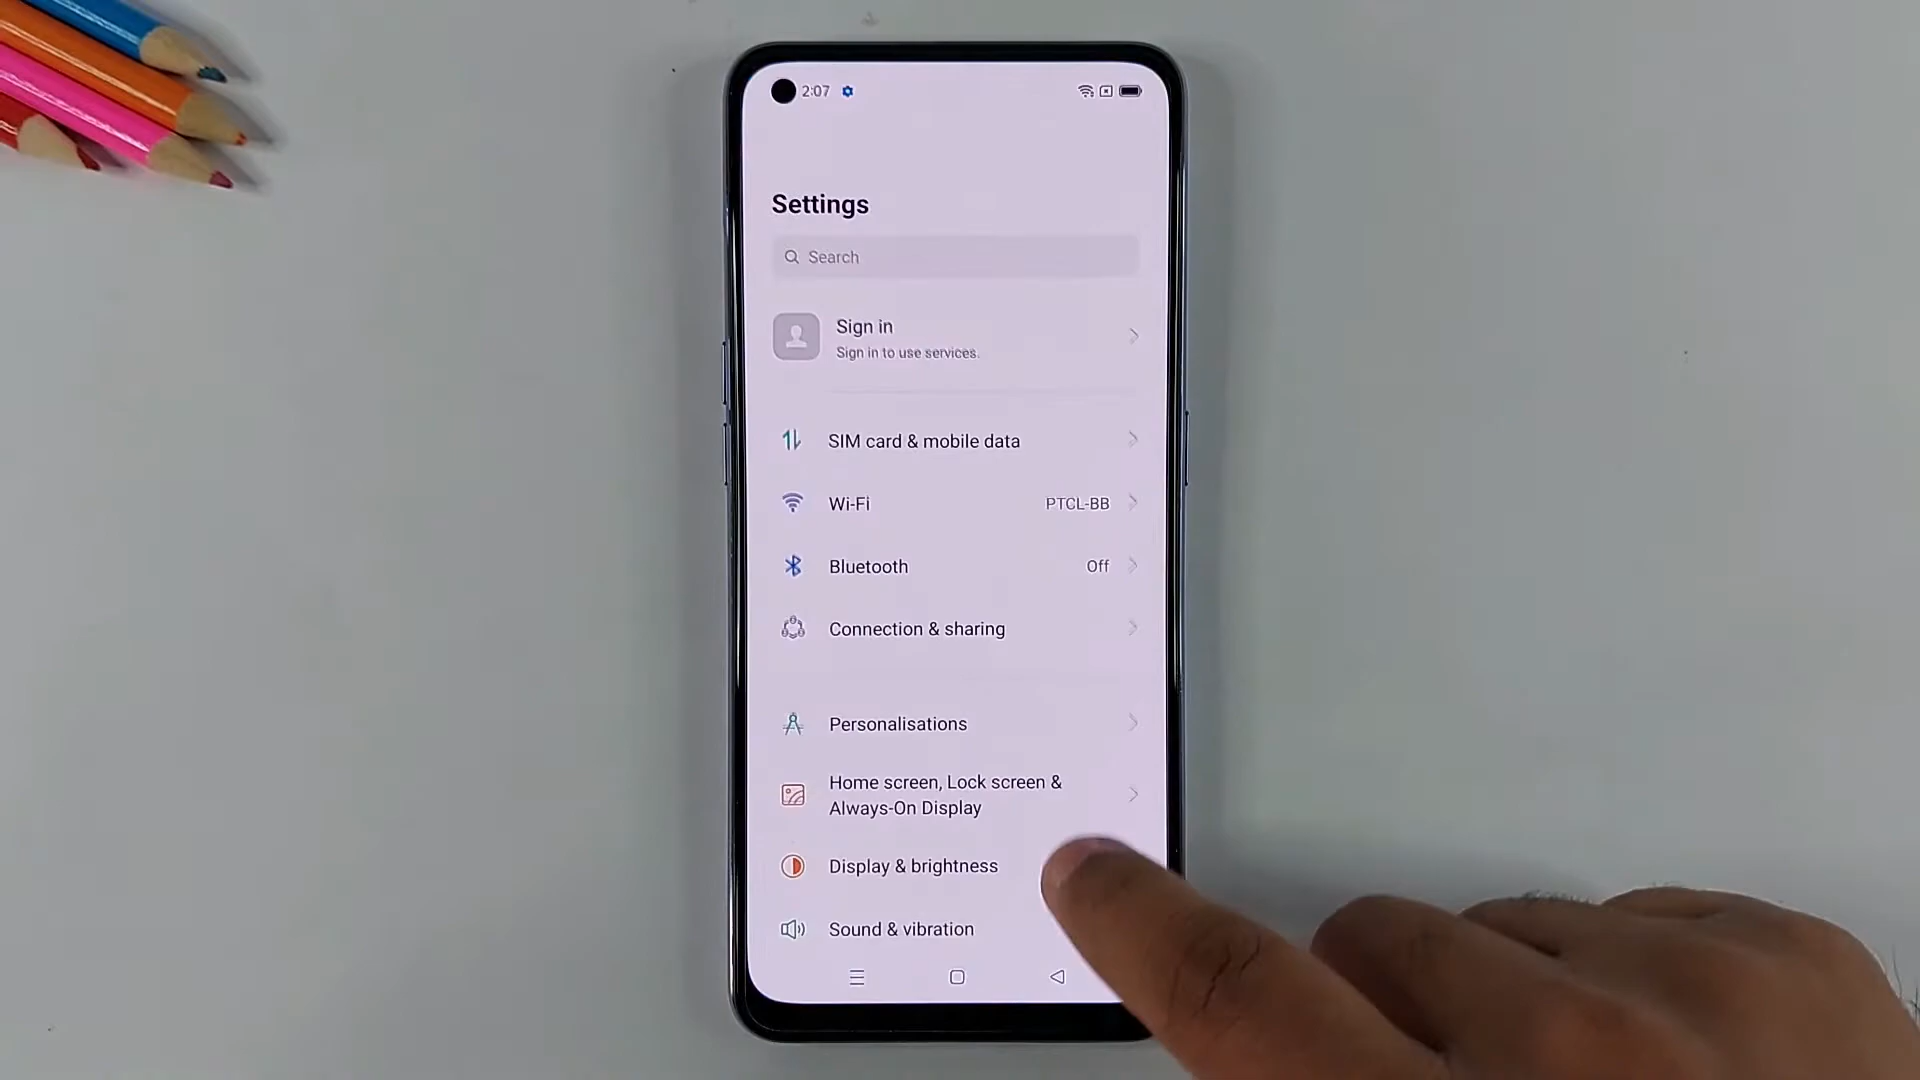 2:07
Settings
Search
Sign in
Sign in to use services.
SIM card & mobile data
Wi-Fi PTCL-BB
Bluetooth Off
Connection & sharing
Personalisations
Home screen, Lock screen &
Always-On Display
Display & brightness
Sound & vibration